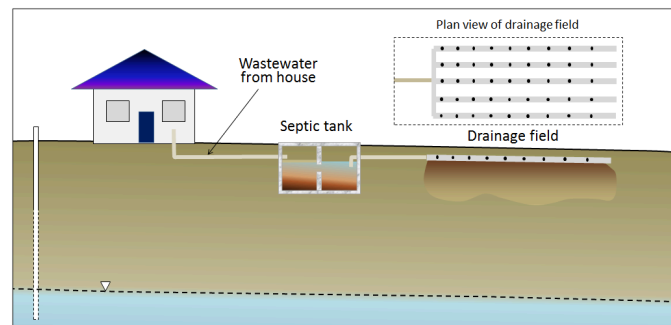 Plan view of drainage field
Wastewater
from house
Septic tank
Drainage field